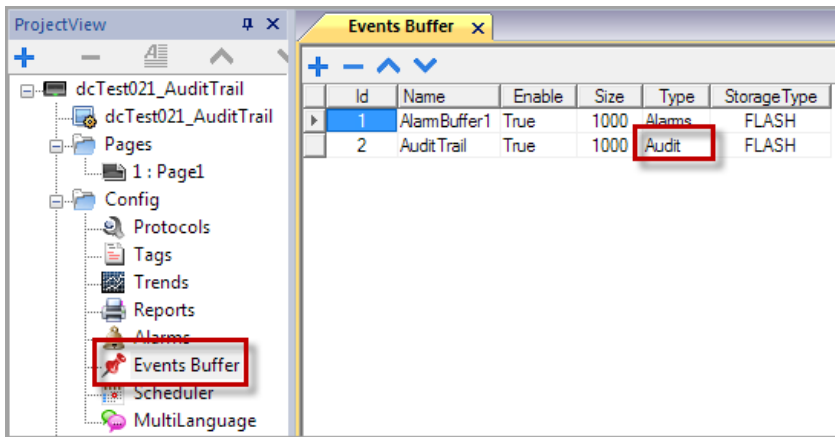 ProjectView
dcTest021_AuditTrail
dcTest021_AuditTrail
Pages
1 : Page1
Config
Protocols
Tags
Trends
Reports
Alarms
Events Buffer
Scheduler
MultiLanguage
Events Buffer
Id Name Enable Size Type StorageType
1 AlarmBuffer1 True 1000 Alarms FLASH
2 AuditTrail True 1000 Audit FLASH